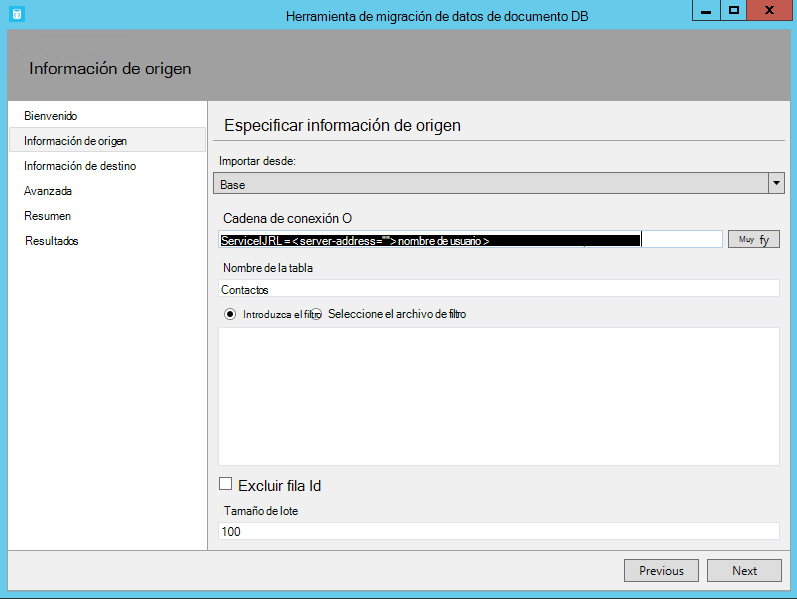 Herramienta de migración de datos de documento DB
Información de origen
Bienvenido
Información de origen
Información de destino
Avanzada
Resumen
Resultados
Especificar información de origen
Importar desde:
Base
Cadena de conexión O
ServiceIJRL=<server-address="">nombre de usuario>
Muy fy
Nombre de la tabla
Contactos
Introduzca el filtro Seleccione el archivo de filtro
Excluir fila Id
Tamaño de lote
100
Previous Next